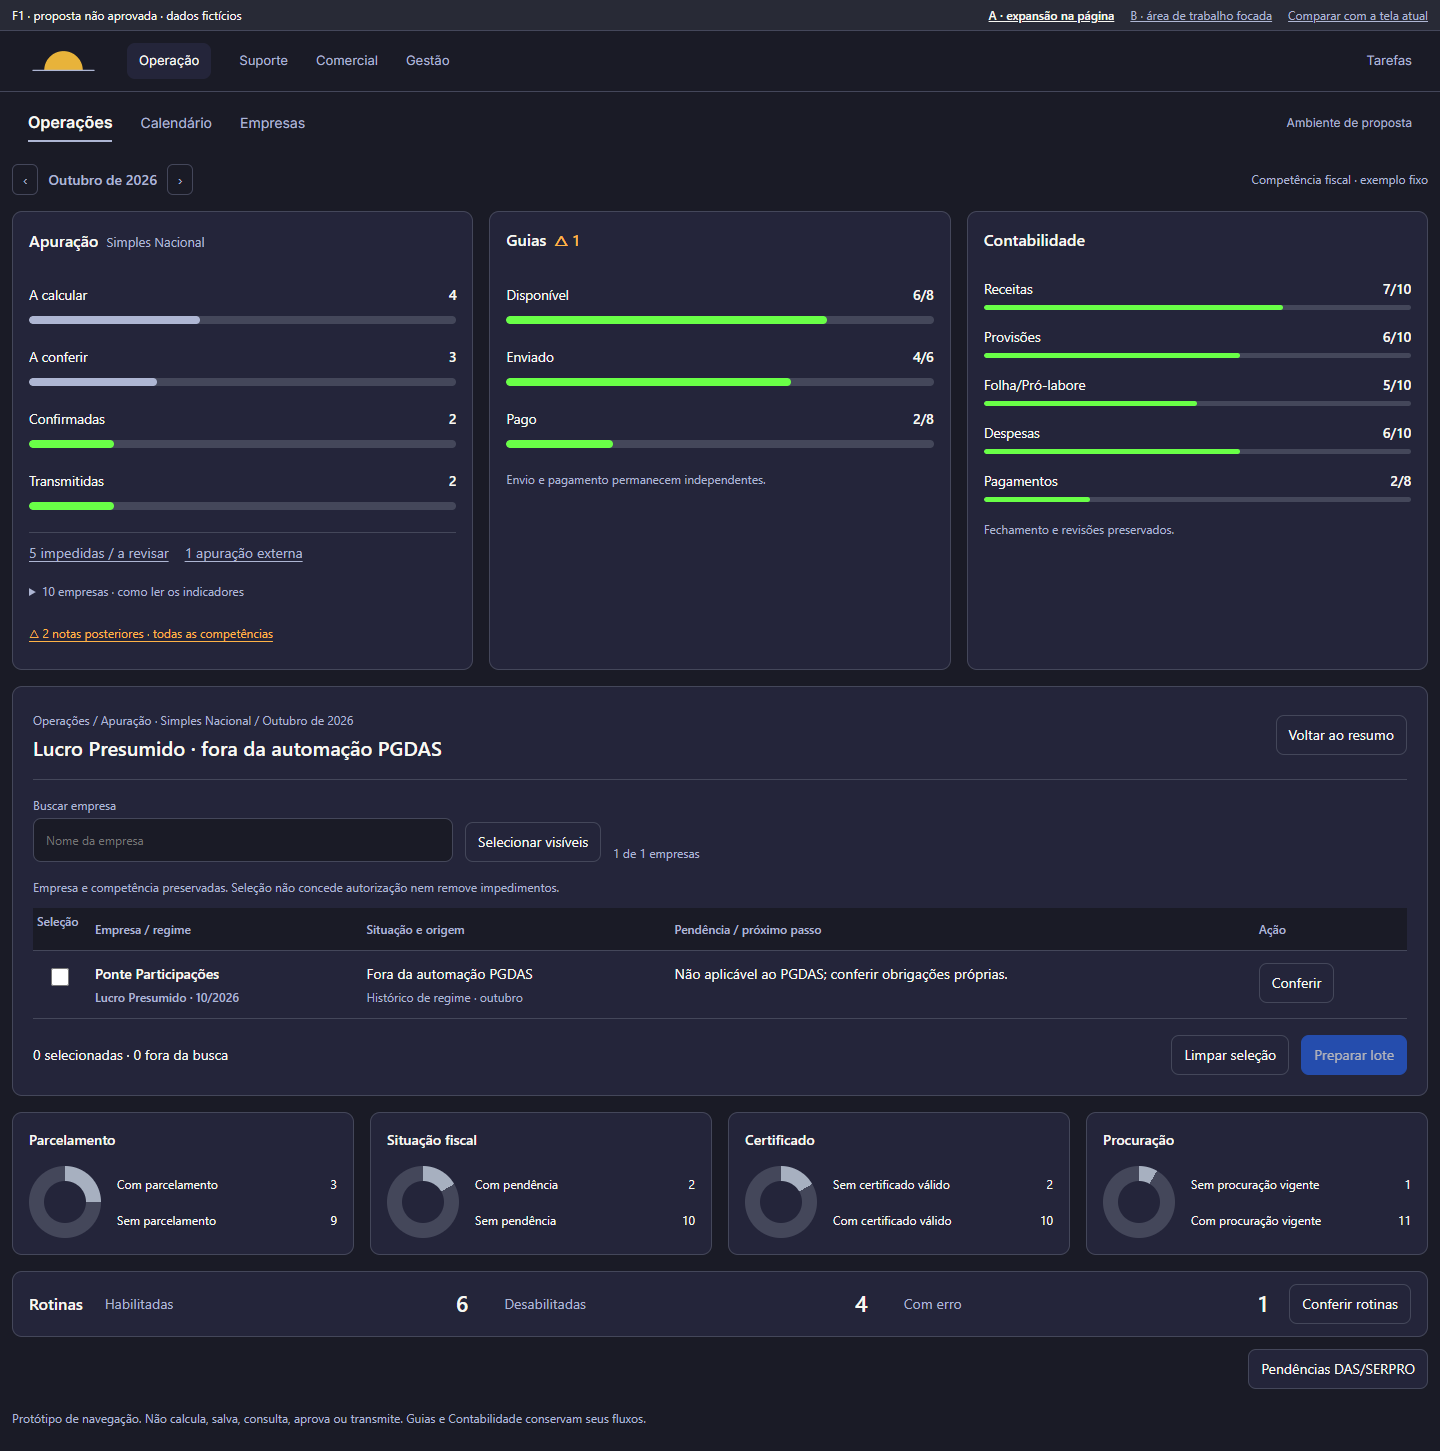 F1 · proposta não aprovada · dados fictícios
A · expansão na página B · área de trabalho focada Comparar com a tela atual
Operação Suporte Comercial Gestão Tarefas
Operações Calendário Empresas Ambiente de proposta
‹ Outubro de 2026 › Competência fiscal · exemplo fixo
Apuração Simples Nacional
A calcular 4
A conferir 3
Confirmadas 2
Transmitidas 2
5 impedidas / a revisar 1 apuração externa
▶ 10 empresas · como ler os indicadores
△ 2 notas posteriores · todas as competências
Guias △ 1
Disponível 6/8
Enviado 4/6
Pago 2/8
Envio e pagamento permanecem independentes.
Contabilidade
Receitas 7/10
Provisões 6/10
Folha/Pró-labore 5/10
Despesas 6/10
Pagamentos 2/8
Fechamento e revisões preservados.
Operações / Apuração · Simples Nacional / Outubro de 2026
Lucro Presumido · fora da automação PGDAS
Voltar ao resumo
Buscar empresa
Nome da empresa Selecionar visíveis 1 de 1 empresas
Empresa e competência preservadas. Seleção não concede autorização nem remove impedimentos.
Seleção Empresa / regime Situação e origem Pendência / próximo passo Ação
Ponte Participações Fora da automação PGDAS Não aplicável ao PGDAS; conferir obrigações próprias. Conferir
Lucro Presumido · 10/2026 Histórico de regime · outubro
0 selecionadas · 0 fora da busca Limpar seleção Preparar lote
Parcelamento
Com parcelamento 3
Sem parcelamento 9
Situação fiscal
Com pendência 2
Sem pendência 10
Certificado
Sem certificado válido 2
Com certificado válido 10
Procuração
Sem procuração vigente 1
Com procuração vigente 11
Rotinas Habilitadas 6 Desabilitadas 4 Com erro 1 Conferir rotinas
Pendências DAS/SERPRO
Protótipo de navegação. Não calcula, salva, consulta, aprova ou transmite. Guias e Contabilidade conservam seus fluxos.